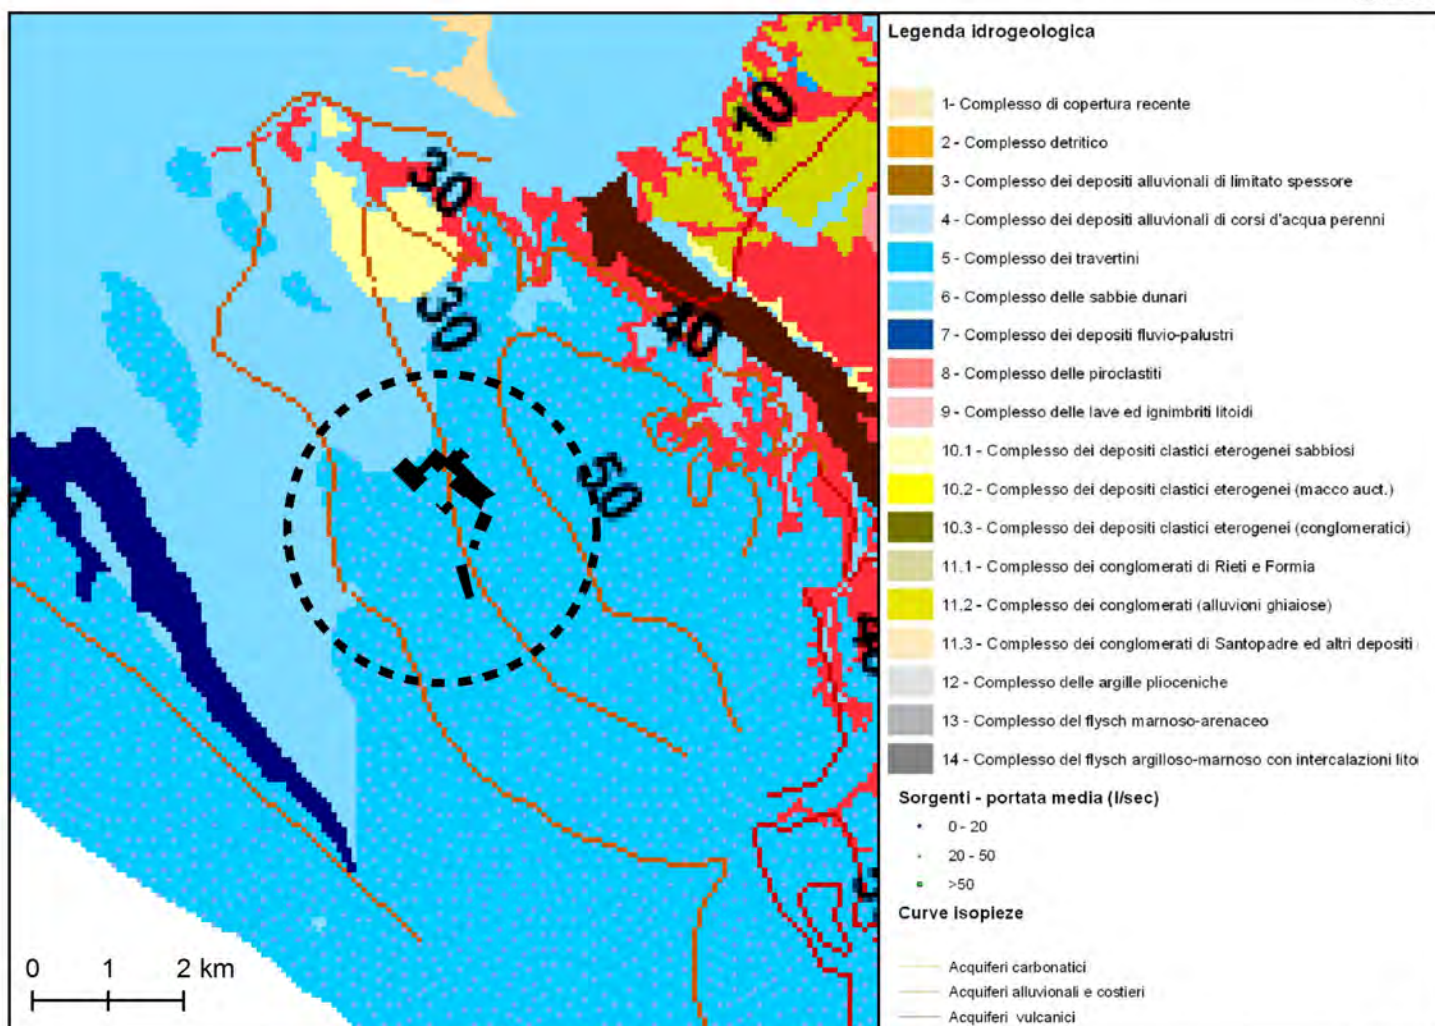 Legenda idrogeologica
1- Complesso di copertura recente
2 - Complesso detritico
3 - Complesso dei depositi alluvionali di limitato spessore
4 - Complesso dei depositi alluvionali di corsi d'acqua perenni
5 - Complesso dei travertini
6 - Complesso delle sabbie dunari
7 - Complesso dei depositi fluvio-palustri
8 - Complesso delle piroclastiti
9 - Complesso delle lave ed ignimbriti litoidi
10.1 - Complesso dei depositi clastici eterogenei sabbiosi
10.2 - Complesso dei depositi clastici eterogenei (macco auct.)
10.3 - Complesso dei depositi clastici eterogenei (conglomeratici)
11.1 - Complesso dei conglomerati di Rieti e Formia
11.2 - Complesso dei conglomerati (alluvioni ghiaiose)
11.3 - Complesso dei conglomerati di Santopadre ed altri depositi
12 - Complesso delle argille plioceniche
13 - Complesso del flysch marnoso-arenaceo
14 - Complesso del flysch argilloso-marnoso con intercalazioni litoi
Sorgenti - portata media (l/sec)
0 - 20
20 - 50
>50
Curve isopieze
Acquiferi carbonatici
Acquiferi alluvionali e costieri
Acquiferi vulcanici
10
30
30
40
50
0 1 2 km